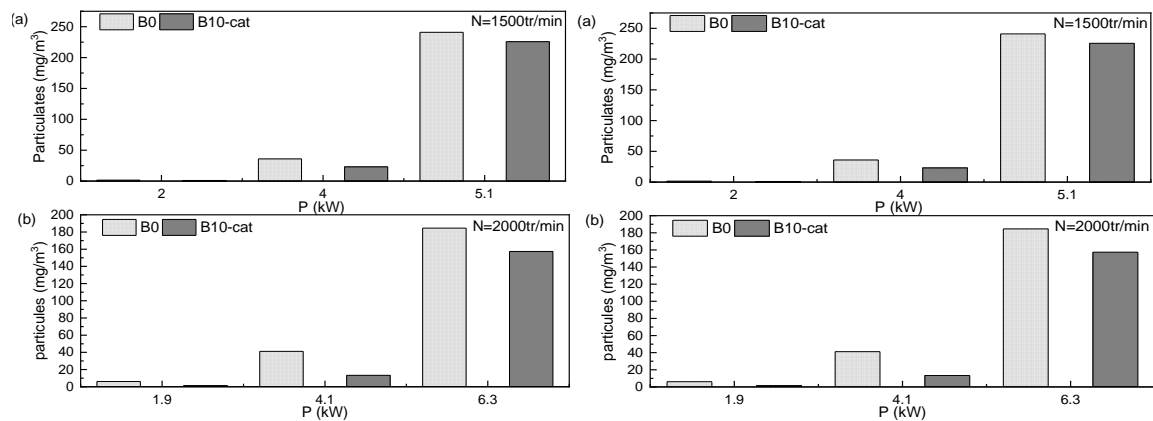 (a)
B0 B10-cat N=1500tr/min
Particulates (mg/m³)
250
200
150
100
50
0
2 4 5.1
P (kW)
(b)
B0 B10-cat N=2000tr/min
particules (mg/m³)
200
180
160
140
120
100
80
60
40
20
0
1.9 4.1 6.3
P (kW)
(a)
B0 B10-cat N=1500tr/min
Particulates (mg/m³)
250
200
150
100
50
0
2 4 5.1
P (kW)
(b)
B0 B10-cat N=2000tr/min
particules (mg/m³)
200
180
160
140
120
100
80
60
40
20
0
1.9 4.1 6.3
P (kW)